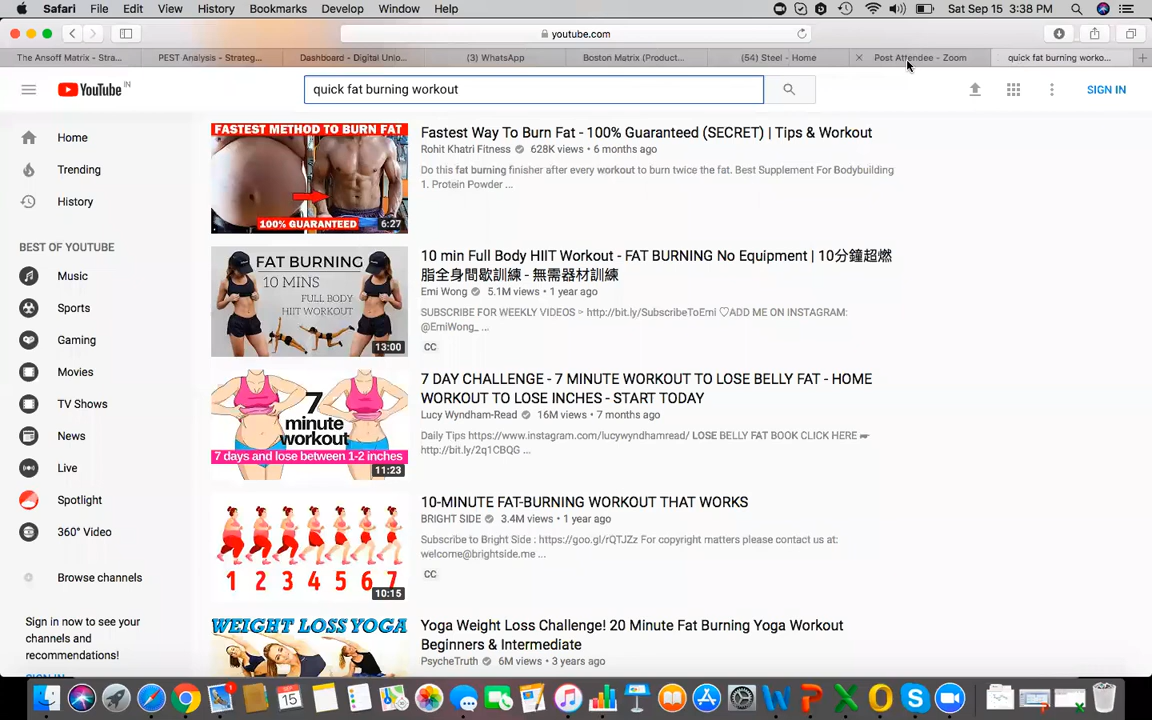 Safari File Edit View History Bookmarks Develop Window Help Sat Sep 15 3:38 PM
youtube.com
The Ansoff Matrix - Stra... PEST Analysis - Strateg... Dashboard - Digital Unio... (3) WhatsApp Boston Matrix (Product... (54) Steel - Home Post Attendee - Zoom quick fat burning worko...
YouTube IN quick fat burning workout SIGN IN
Home
Trending
History
BEST OF YOUTUBE
Music
Sports
Gaming
Movies
TV Shows
News
Live
Spotlight
360° Video
Browse channels
Sign in now to see your
channels and
recommendations!
FASTEST METHOD TO BURN FAT
100% GUARANTEED 6:27
Fastest Way To Burn Fat - 100% Guaranteed (SECRET) | Tips & Workout
Rohit Khatri Fitness 628K views • 6 months ago
Do this fat burning finisher after every workout to burn twice the fat. Best Supplement For Bodybuilding
1. Protein Powder ...
FAT BURNING
10 MINS
FULL BODY
HIIT WORKOUT
13:00
10 min Full Body HIIT Workout - FAT BURNING No Equipment | 10分鐘超燃
脂全身間歇訓練 - 無需器材訓練
Emi Wong 5.1M views • 1 year ago
SUBSCRIBE FOR WEEKLY VIDEOS > http://bit.ly/SubscribeToEmi ♡ADD ME ON INSTAGRAM:
@EmiWong_ ...
CC
7
minute
workout
7 days and lose between 1-2 inches
11:23
7 DAY CHALLENGE - 7 MINUTE WORKOUT TO LOSE BELLY FAT - HOME
WORKOUT TO LOSE INCHES - START TODAY
Lucy Wyndham-Read 16M views • 7 months ago
Daily Tips https://www.instagram.com/lucywyndhamread/ LOSE BELLY FAT BOOK CLICK HERE ☛
http://bit.ly/2q1CBQG ...
1 2 3 4 5 6 7
10:15
10-MINUTE FAT-BURNING WORKOUT THAT WORKS
BRIGHT SIDE 3.4M views • 1 year ago
Subscribe to Bright Side : https://goo.gl/rQTJZz For copyright matters please contact us at:
welcome@brightside.me ...
CC
WEIGHT LOSS YOGA
Yoga Weight Loss Challenge! 20 Minute Fat Burning Yoga Workout
Beginners & Intermediate
PsycheTruth 6M views • 3 years ago